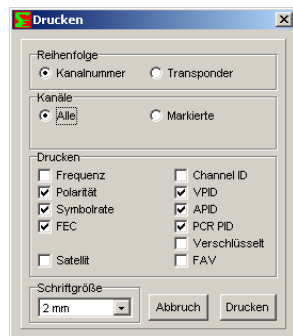 Drucken
Reihenfolge
Kanalnummer Transponder
Kanäle
Alle Markierte
Drucken
Frequenz Channel ID
Polarität VPID
Symbolrate APID
FEC PCR PID
Verschlüsselt
Satellit FAV
Schriftgröße
2 mm Abbruch Drucken